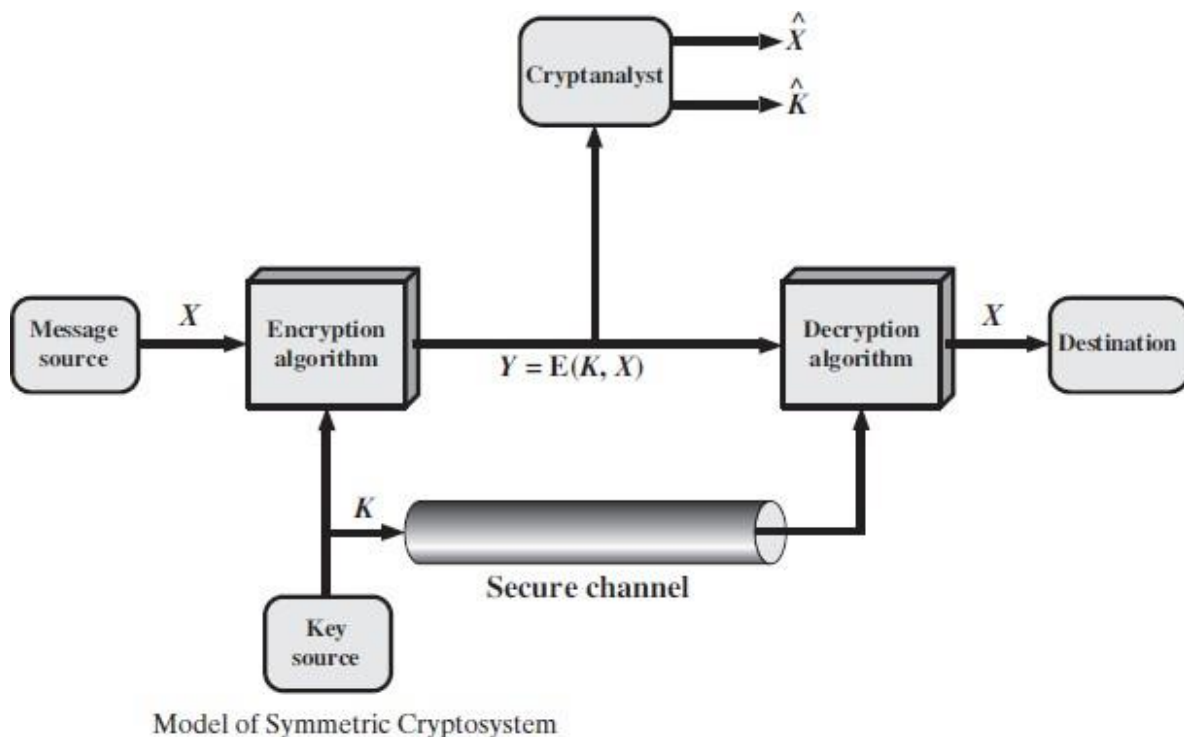 X̂
Cryptanalyst
K̂
Message
source
X
Encryption
algorithm
Y = E(K, X)
Decryption
algorithm
X
Destination
K
Secure channel
Key
source
Model of Symmetric Cryptosystem